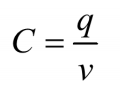 C = q/v